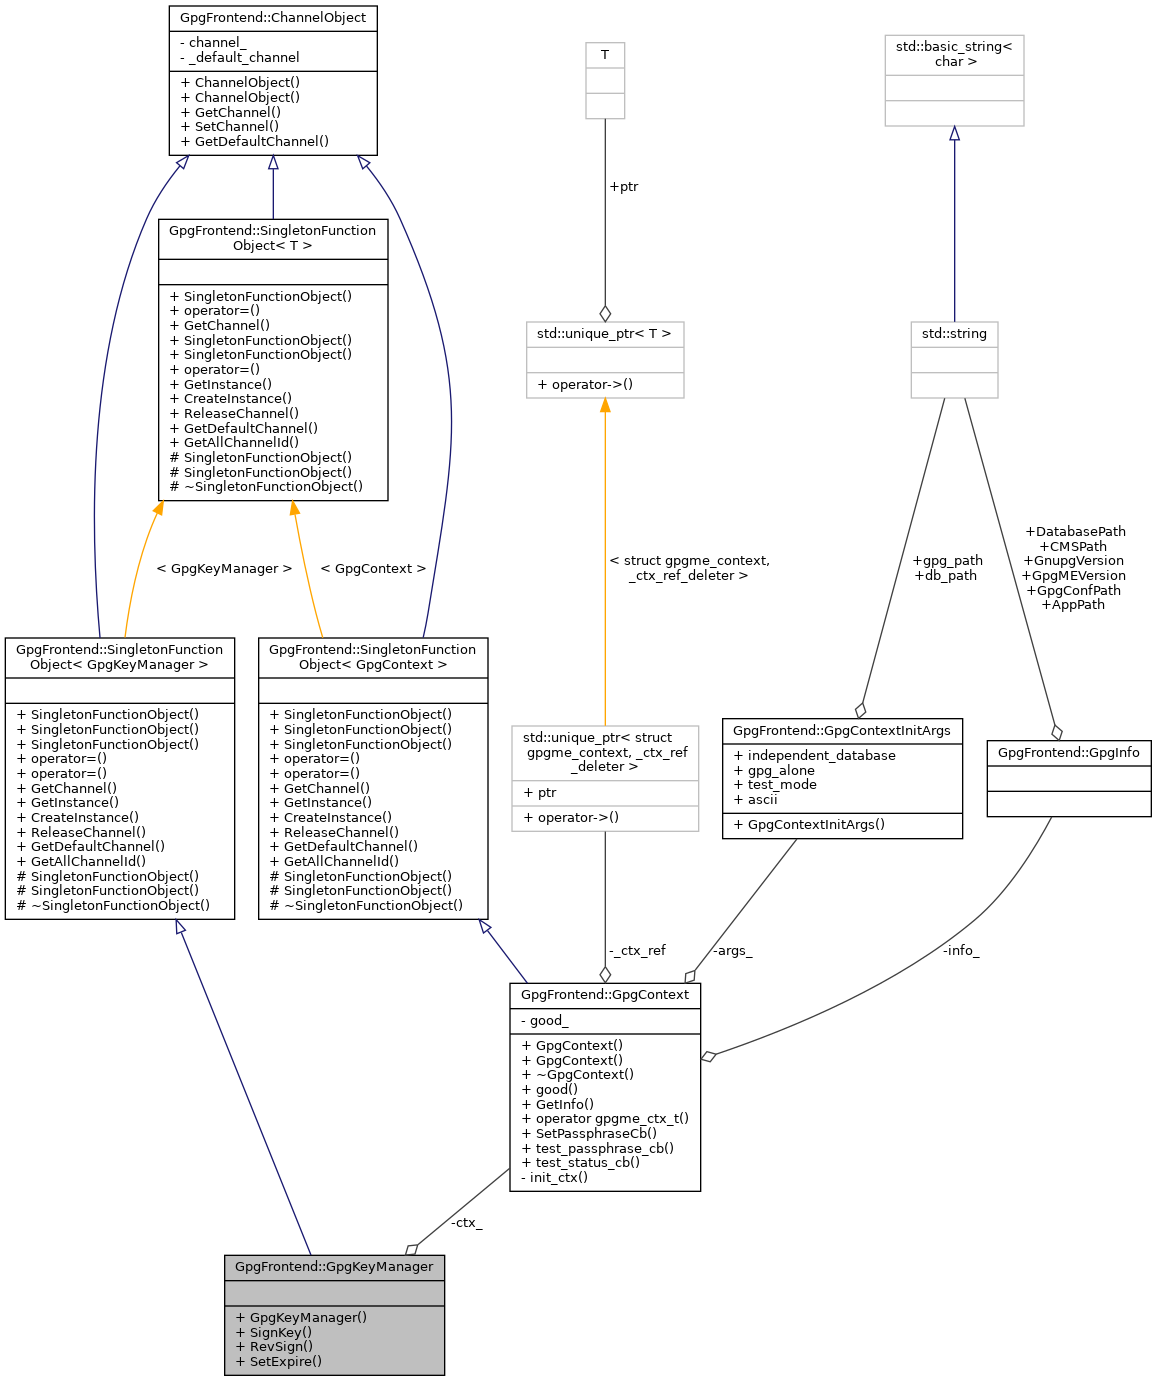 GpgFrontend::ChannelObject
- channel_
- _default_channel
+ ChannelObject()
+ ChannelObject()
+ GetChannel()
+ SetChannel()
+ GetDefaultChannel()
T
+ptr
std::basic_string<
char >
GpgFrontend::SingletonFunction
Object< T >
+ SingletonFunctionObject()
+ operator=()
+ GetChannel()
+ SingletonFunctionObject()
+ SingletonFunctionObject()
+ operator=()
+ GetInstance()
+ CreateInstance()
+ ReleaseChannel()
+ GetDefaultChannel()
+ GetAllChannelId()
# SingletonFunctionObject()
# SingletonFunctionObject()
# ~SingletonFunctionObject()
std::unique_ptr< T >
+ operator->()
std::string
< GpgKeyManager >
< GpgContext >
< struct gpgme_context,
_ctx_ref_deleter >
+gpg_path
+db_path
+DatabasePath
+CMSPath
+GnupgVersion
+GpgMEVersion
+GpgConfPath
+AppPath
GpgFrontend::SingletonFunction
Object< GpgKeyManager >
+ SingletonFunctionObject()
+ SingletonFunctionObject()
+ SingletonFunctionObject()
+ operator=()
+ operator=()
+ GetChannel()
+ GetInstance()
+ CreateInstance()
+ ReleaseChannel()
+ GetDefaultChannel()
+ GetAllChannelId()
# SingletonFunctionObject()
# SingletonFunctionObject()
# ~SingletonFunctionObject()
GpgFrontend::SingletonFunction
Object< GpgContext >
+ SingletonFunctionObject()
+ SingletonFunctionObject()
+ SingletonFunctionObject()
+ operator=()
+ operator=()
+ GetChannel()
+ GetInstance()
+ CreateInstance()
+ ReleaseChannel()
+ GetDefaultChannel()
+ GetAllChannelId()
# SingletonFunctionObject()
# SingletonFunctionObject()
# ~SingletonFunctionObject()
std::unique_ptr< struct
gpgme_context, _ctx_ref
_deleter >
+ ptr
+ operator->()
GpgFrontend::GpgContextInitArgs
+ independent_database
+ gpg_alone
+ test_mode
+ ascii
+ GpgContextInitArgs()
GpgFrontend::GpgInfo
-_ctx_ref
-args_
-info_
GpgFrontend::GpgContext
- good_
+ GpgContext()
+ GpgContext()
+ ~GpgContext()
+ good()
+ GetInfo()
+ operator gpgme_ctx_t()
+ SetPassphraseCb()
+ test_passphrase_cb()
+ test_status_cb()
- init_ctx()
-ctx_
GpgFrontend::GpgKeyManager
+ GpgKeyManager()
+ SignKey()
+ RevSign()
+ SetExpire()